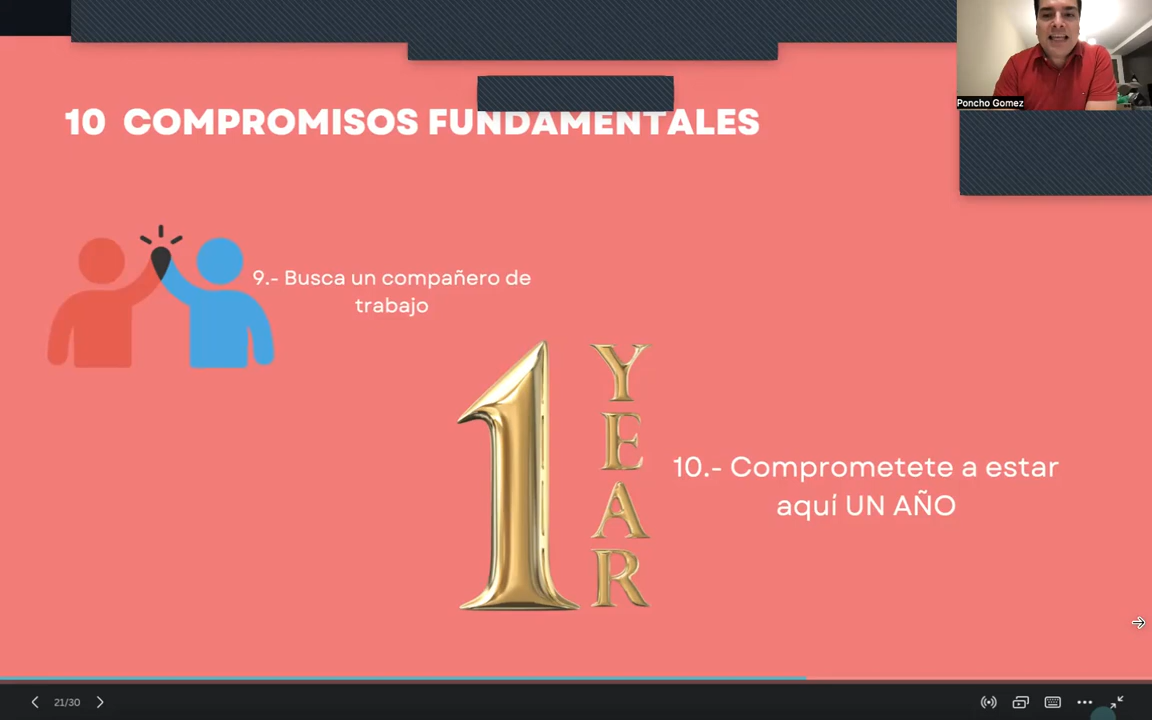 10 COMPROMISOS FUNDAMENTALES
Poncho Gomez
9.- Busca un compañero de
trabajo
1
YEAR
10.- Comprometete a estar
aquí UN AÑO
21/30